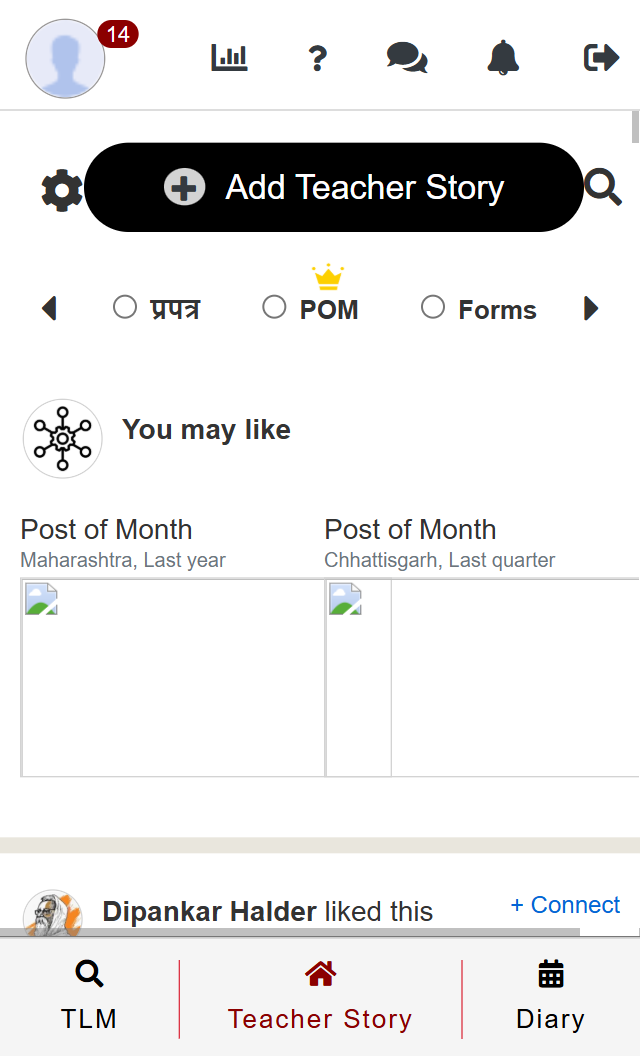 14
?
Add Teacher Story
प्रपत्र
POM
Forms
You may like
Post of Month
Maharashtra, Last year
Post of Month
Chhattisgarh, Last quarter
Dipankar Halder liked this
+ Connect
TLM
Teacher Story
Diary